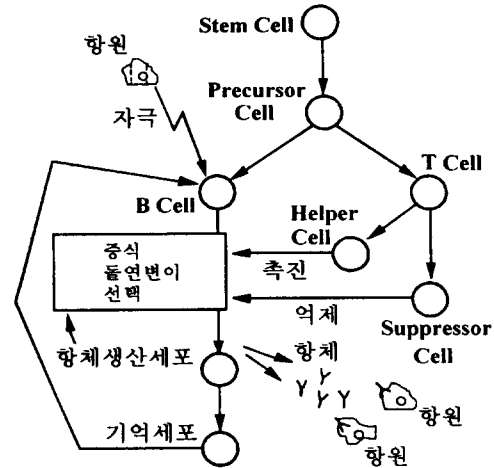 Stem Cell
항원
Precursor
Cell
자극
T Cell
B Cell
Helper
Cell
증식
돌연변이
선택
촉진
억제
Suppressor
Cell
항체생산세포
항체
Y Y Y Y
항원
기억세포
항원